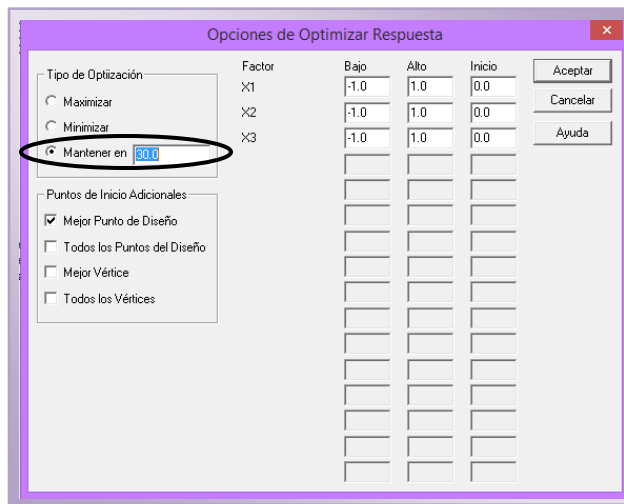 Opciones de Optimizar Respuesta
×
Tipo de Optiización
Maximizar
Minimizar
Mantener en 30.0
Puntos de Inicio Adicionales
Mejor Punto de Diseño
Todos los Puntos del Diseño
Mejor Vértice
Todos los Vértices
Factor Bajo Alto Inicio
X1 -1.0 1.0 0.0
X2 -1.0 1.0 0.0
X3 -1.0 1.0 0.0
Aceptar
Cancelar
Ayuda